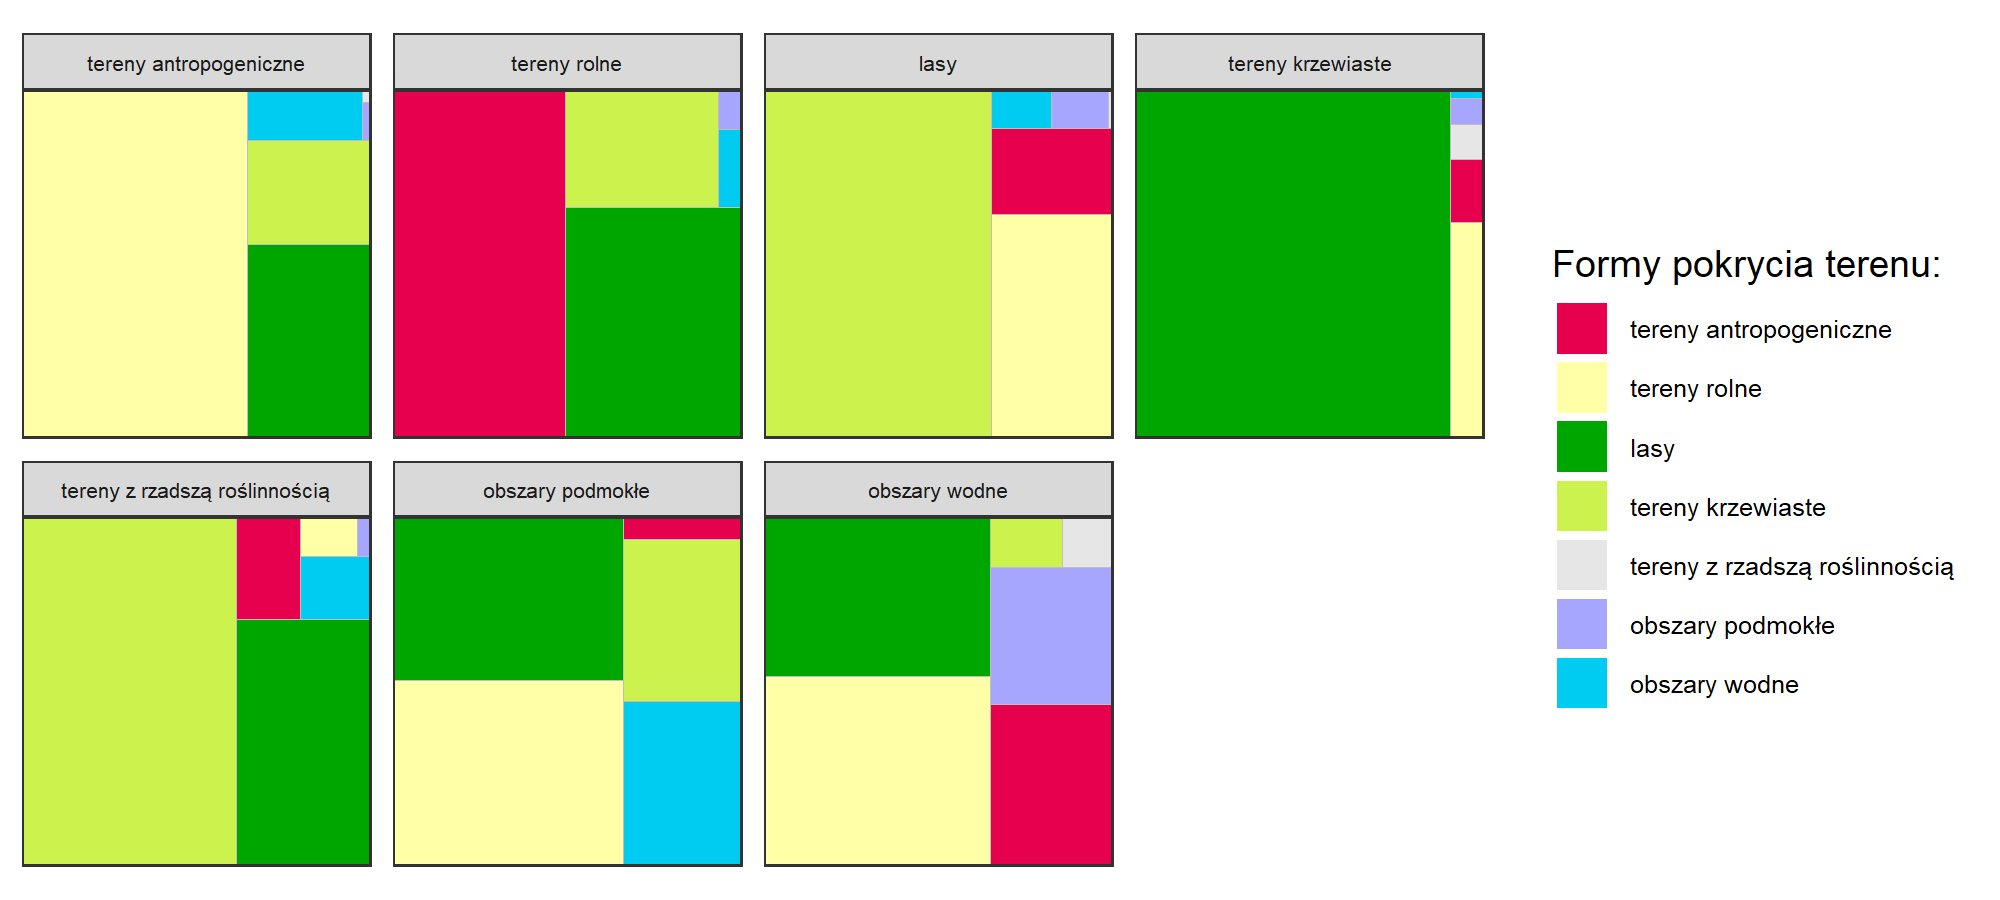 tereny antropogeniczne
tereny rolne
lasy
tereny krzewiaste
tereny z rzadszą roślinnością
obszary podmokłe
obszary wodne
Formy pokrycia terenu:
tereny antropogeniczne
tereny rolne
lasy
tereny krzewiaste
tereny z rzadszą roślinnością
obszary podmokłe
obszary wodne